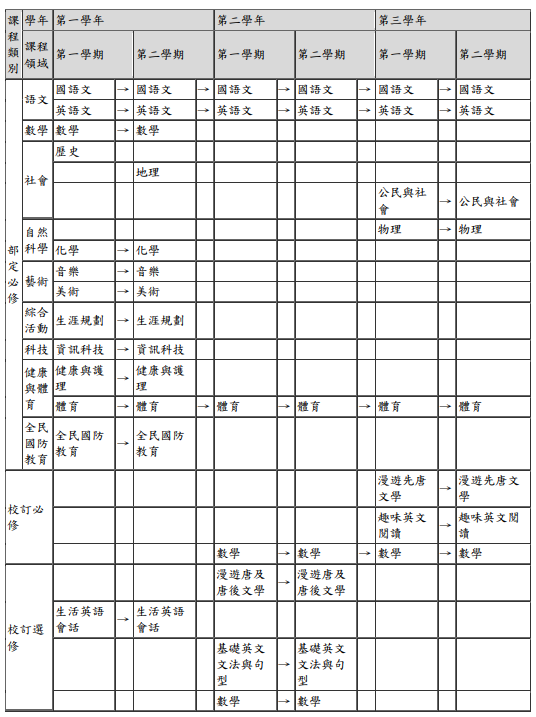 課程類別 學年 第一學年 第二學年 第三學年
課程領域 第一學期 第二學期 第一學期 第二學期 第一學期 第二學期
部定必修 語文 國語文 → 國語文 → 國語文 → 國語文 → 國語文 → 國語文
英語文 → 英語文 → 英語文 → 英語文 → 英語文 → 英語文
數學 數學 → 數學
社會 歷史
地理
公民與社會 → 公民與社會
自然科學 物理 → 物理
化學 → 化學
藝術 音樂 → 音樂
美術 → 美術
綜合活動 生涯規劃 → 生涯規劃
科技 資訊科技 → 資訊科技
健康與體育 健康與護理 → 健康與護理
體育 → 體育 → 體育 → 體育 → 體育 → 體育
全民國防教育 全民國防教育 → 全民國防教育
校訂必修 漫遊先唐文學 → 漫遊先唐文學
趣味英文閱讀 → 趣味英文閱讀
數學 → 數學 → 數學 → 數學
校訂選修 漫遊唐及唐後文學 → 漫遊唐及唐後文學
生活英語會話 → 生活英語會話
基礎英文文法與句型 → 基礎英文文法與句型
數學 → 數學